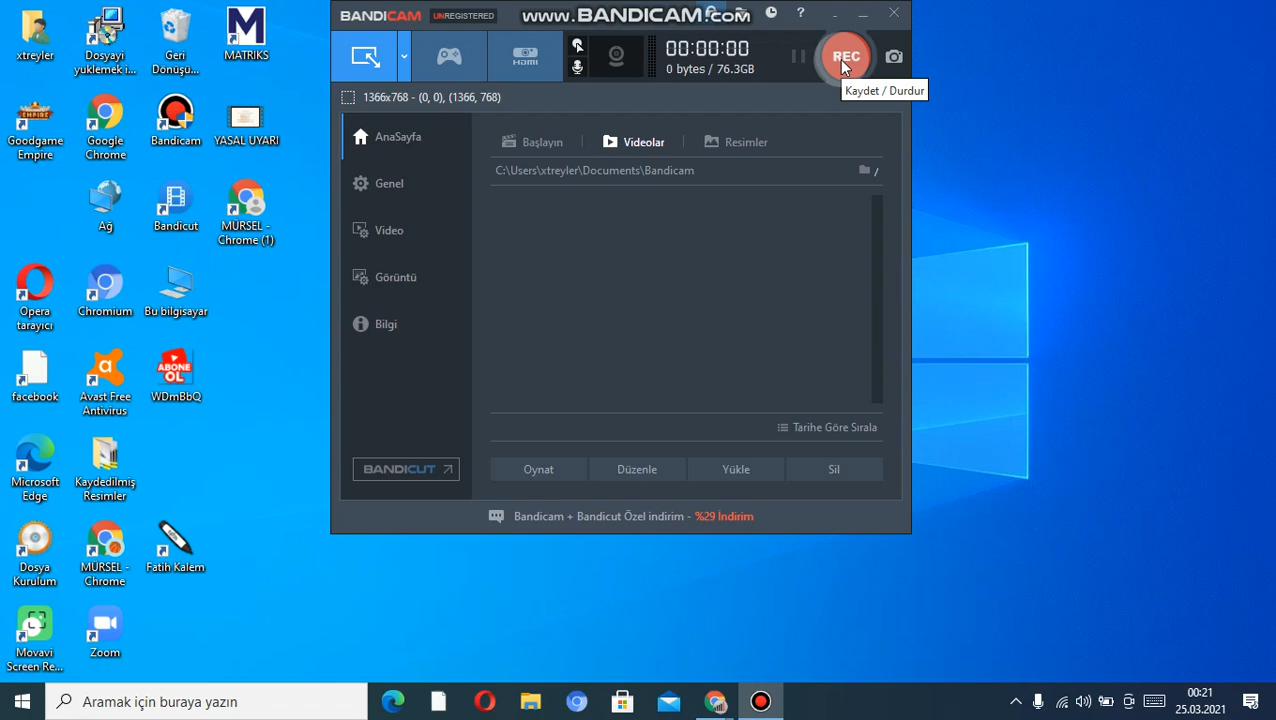 BANDICAM UNREGISTERED
www.BANDICAM.com
?
HDMI
00:00:00
0 bytes / 76.3GB
REC
Kaydet / Durdur
1366x768 - (0, 0), (1366, 768)
AnaSayfa
Genel
Video
Görüntü
Bilgi
BANDICUT
Başlayın
Videolar
Resimler
C:\Users\xtreyler\Documents\Bandicam
/
Tarihe Göre Sırala
Oynat
Düzenle
Yükle
Sil
Bandicam + Bandicut Özel indirim - %29 İndirim
xtreyler
Dosyayi
yuklemek i...
Geri
Donuşu...
MATRIKS
Goodgame
Empire
Google
Chrome
Bandicam
YASAL UYARI
Ağ
Bandicut
MÜRSEL -
Chrome (1)
Opera
tarayıcı
Chromium
Bu bilgisayar
facebook
Avast Free
Antivirus
ABONE
OL
WDmBbQ
Microsoft
Edge
Kaydedilmiş
Resimler
Dosya
Kurulum
MÜRSEL -
Chrome
Fatih Kalem
Movavi
Screen Re...
Zoom
Aramak için buraya yazın
00:21
25.03.2021